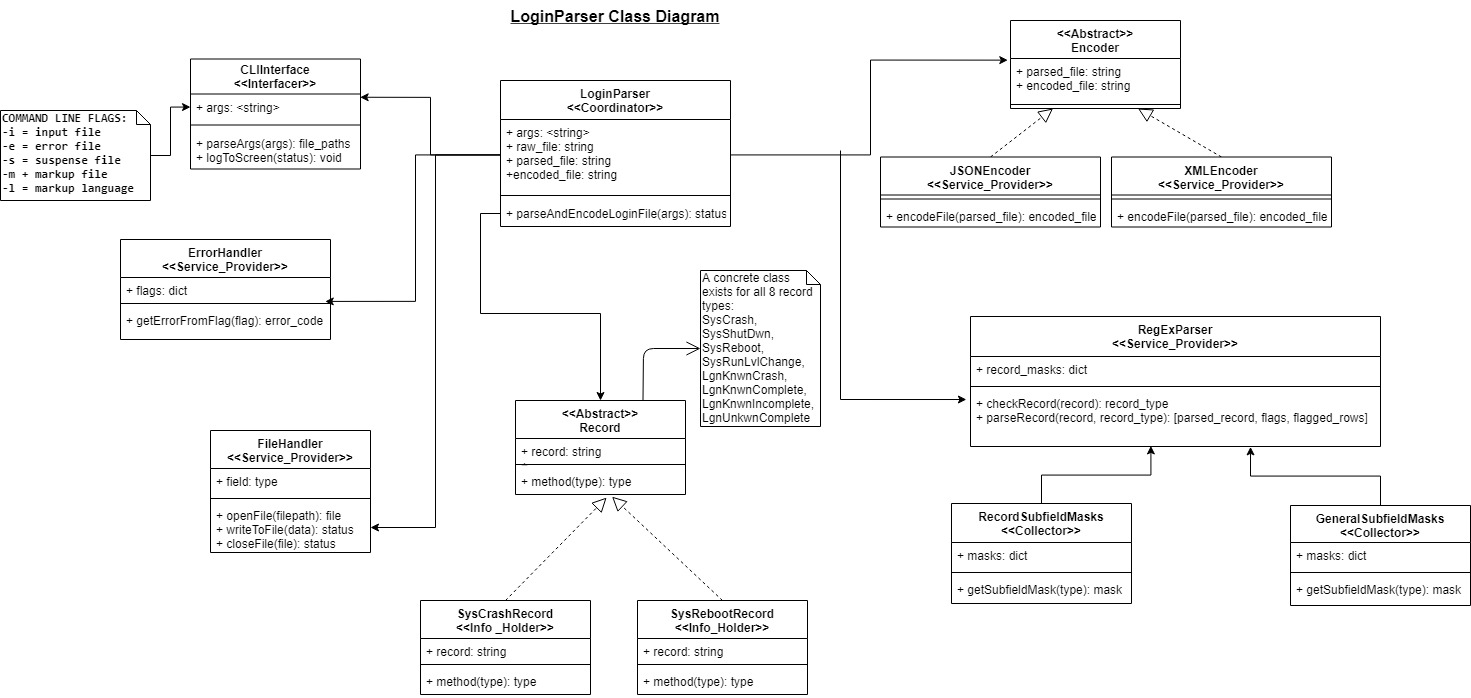 LoginParser Class Diagram
<<Abstract>>
Encoder
+ parsed_file: string
+ encoded_file: string
CLIInterface
<<Interfacer>>
+ args: <string>
+ parseArgs(args): file_paths
+ logToScreen(status): void
LoginParser
<<Coordinator>>
+ args: <string>
+ raw_file: string
+ parsed_file: string
+encoded_file: string
+ parseAndEncodeLoginFile(args): status
COMMAND LINE FLAGS:
-i = input file
-e = error file
-s = suspense file
-m + markup file
-l = markup language
JSONEncoder
<<Service_Provider>>
+ encodeFile(parsed_file): encoded_file
XMLEncoder
<<Service_Provider>>
+ encodeFile(parsed_file): encoded_file
ErrorHandler
<<Service_Provider>>
+ flags: dict
+ getErrorFromFlag(flag): error_code
A concrete class
exists for all 8 record
types:
SysCrash,
SysShutDwn,
SysReboot,
SysRunLvlChange,
LgnKnwnCrash,
LgnKnwnComplete,
LgnKnwnIncomplete,
LgnUnkwnComplete
RegExParser
<<Service_Provider>>
+ record_masks: dict
+ checkRecord(record): record_type
+ parseRecord(record, record_type): [parsed_record, flags, flagged_rows]
<<Abstract>>
Record
+ record: string
+ method(type): type
FileHandler
<<Service_Provider>>
+ field: type
+ openFile(filepath): file
+ writeToFile(data): status
+ closeFile(file): status
RecordSubfieldMasks
<<Collector>>
+ masks: dict
+ getSubfieldMask(type): mask
GeneralSubfieldMasks
<<Collector>>
+ masks: dict
+ getSubfieldMask(type): mask
SysCrashRecord
<<Info _Holder>>
+ record: string
+ method(type): type
SysRebootRecord
<<Info_Holder>>
+ record: string
+ method(type): type